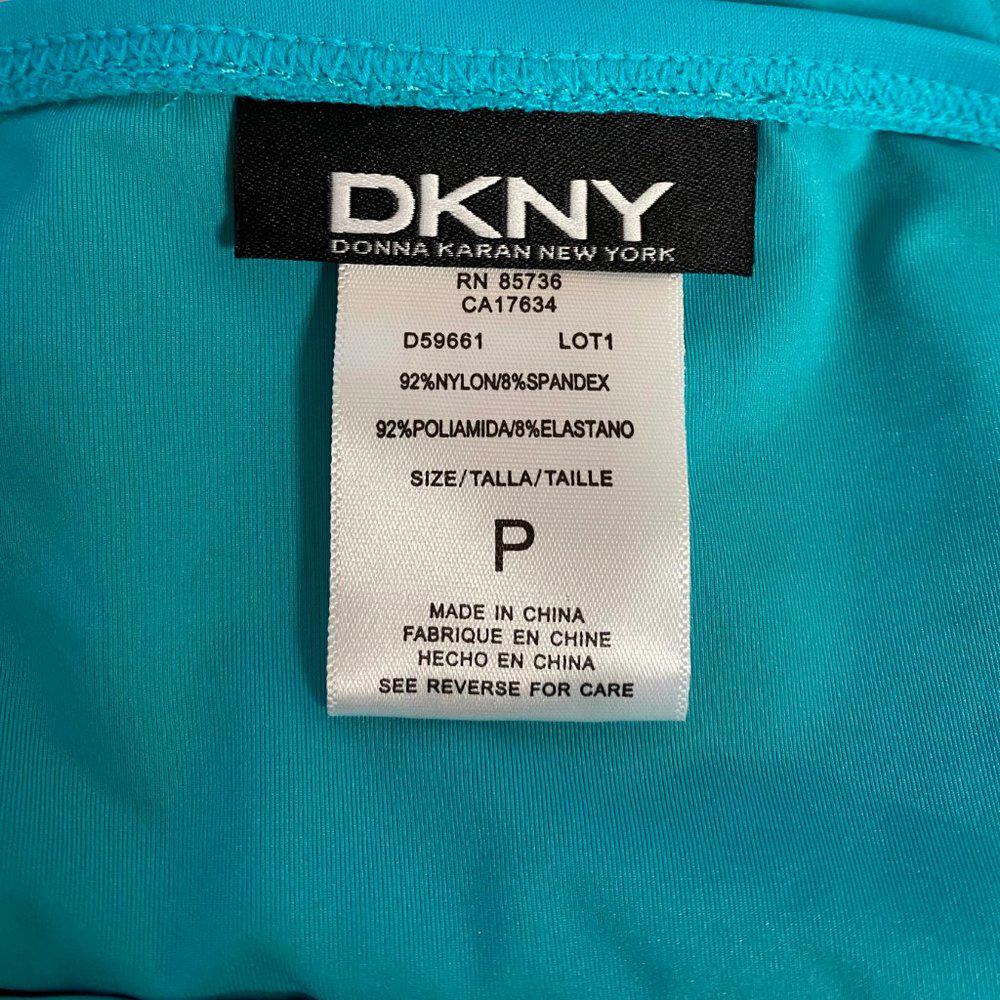 DKNY
DONNA KARAN NEW YORK
RN 85736
CA17634
D59661 LOT1
92%NYLON/8%SPANDEX
92%POLIAMIDA/8%ELASTANO
SIZE/TALLA/TAILLE
P
MADE IN CHINA
FABRIQUE EN CHINE
HECHO EN CHINA
SEE REVERSE FOR CARE